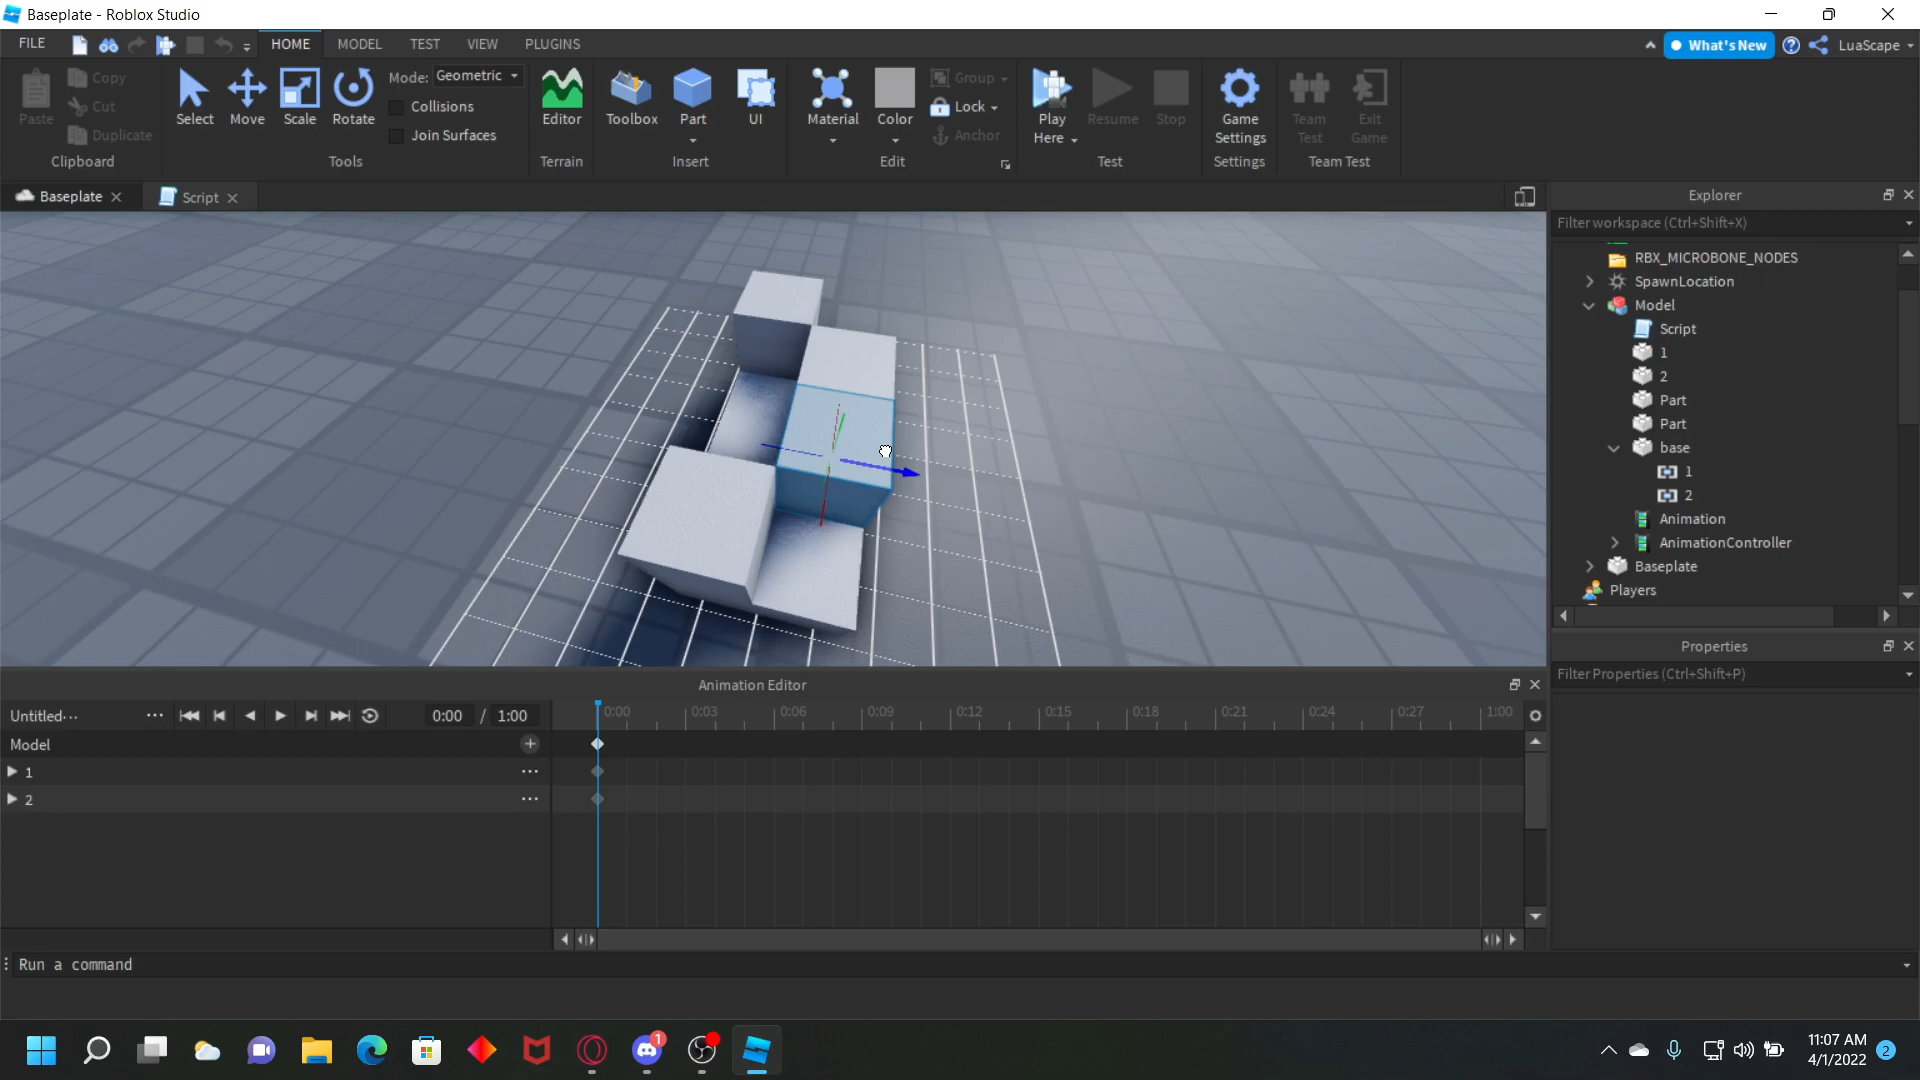 Baseplate - Roblox Studio
FILE
HOME
MODEL
TEST
VIEW
PLUGINS
What's New
LuaScape
Paste
Copy
Cut
Duplicate
Clipboard
Select
Move
Scale
Rotate
Mode: Geometric
Collisions
Join Surfaces
Tools
Editor
Terrain
Toolbox
Part
UI
Insert
Material
Color
Group
Lock
Anchor
Edit
Play
Here
Resume
Stop
Test
Game
Settings
Settings
Team
Test
Exit
Game
Team Test
Baseplate
Script
Explorer
Filter workspace (Ctrl+Shift+X)
RBX_MICROBONE_NODES
SpawnLocation
Model
Script
1
2
Part
Part
base
1
2
Animation
AnimationController
Baseplate
Players
Properties
Filter Properties (Ctrl+Shift+P)
Animation Editor
Untitled···
0:00 / 1:00
0:00 0:03 0:06 0:09 0:12 0:15 0:18 0:21 0:24 0:27 1:00
Model
1
2
Run a command
1
11:07 AM
4/1/2022
2